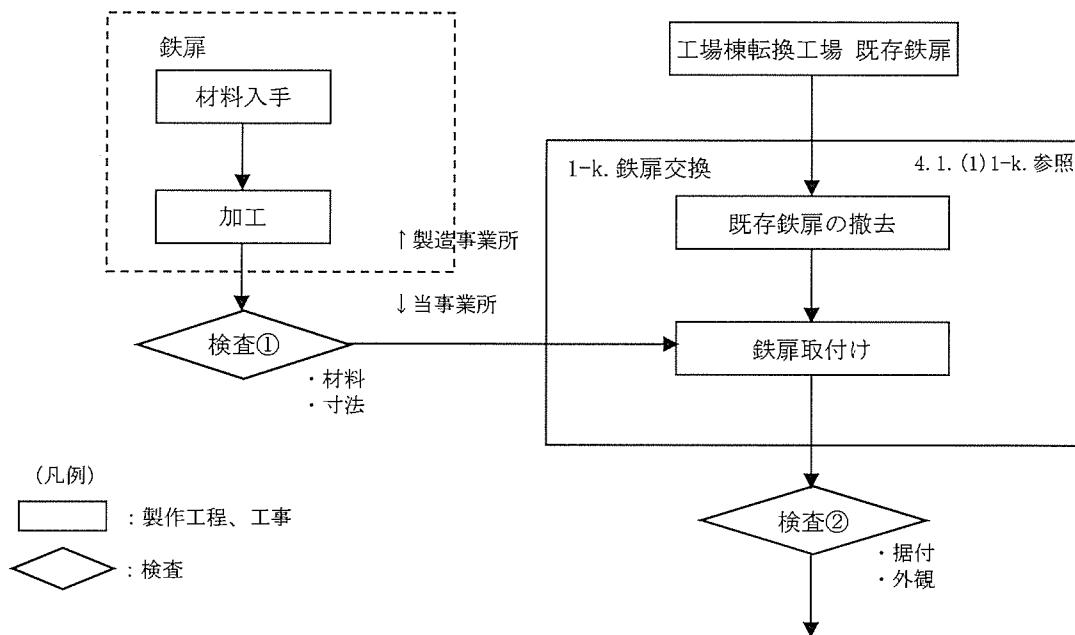 鉄扉
材料入手
加工
↑製造事業所
↓当事業所
検査①
・材料
・寸法
工場棟転換工場 既存鉄扉
1-k. 鉄扉交換
4.1.(1)1-k.参照
既存鉄扉の撤去
鉄扉取付け
検査②
・据付
・外観
(凡例)
：製作工程、工事
：検査